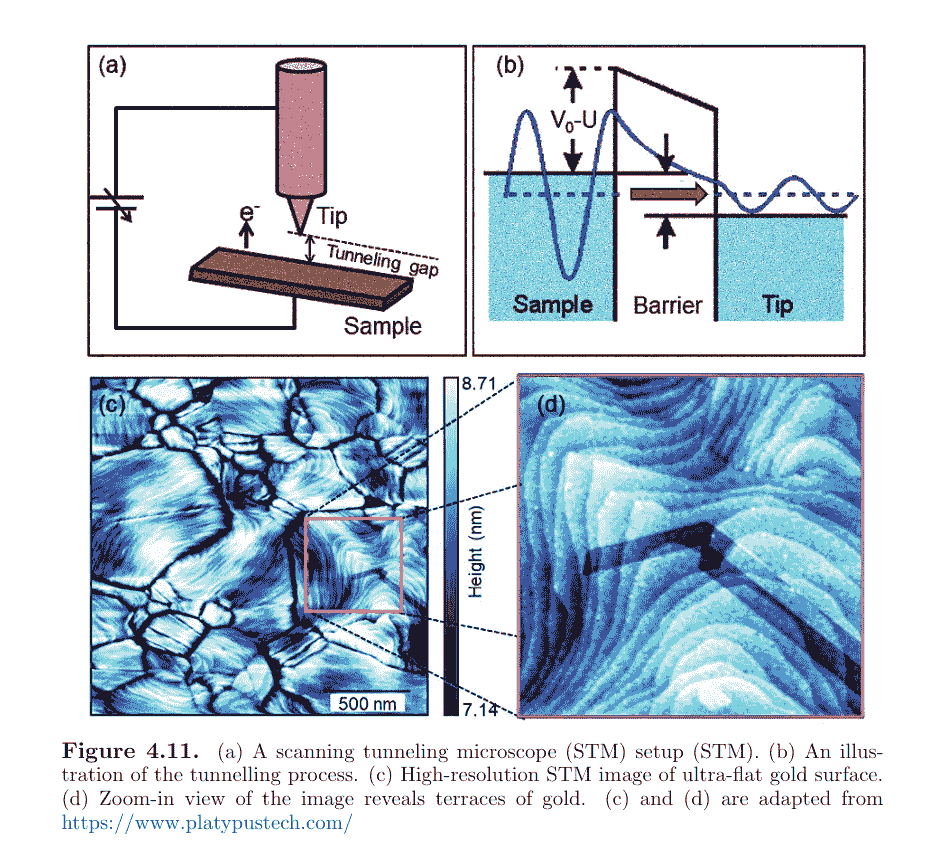 (a)
Tip
e-
Tunneling gap
Sample
(b)
V0-U
Sample
Barrier
Tip
(c)
500 nm
8.71
Height (nm)
7.14
(d)
Figure 4.11. (a) A scanning tunneling microscope (STM) setup (STM). (b) An illus-
tration of the tunnelling process. (c) High-resolution STM image of ultra-flat gold surface.
(d) Zoom-in view of the image reveals terraces of gold. (c) and (d) are adapted from
https://www.platypustech.com/